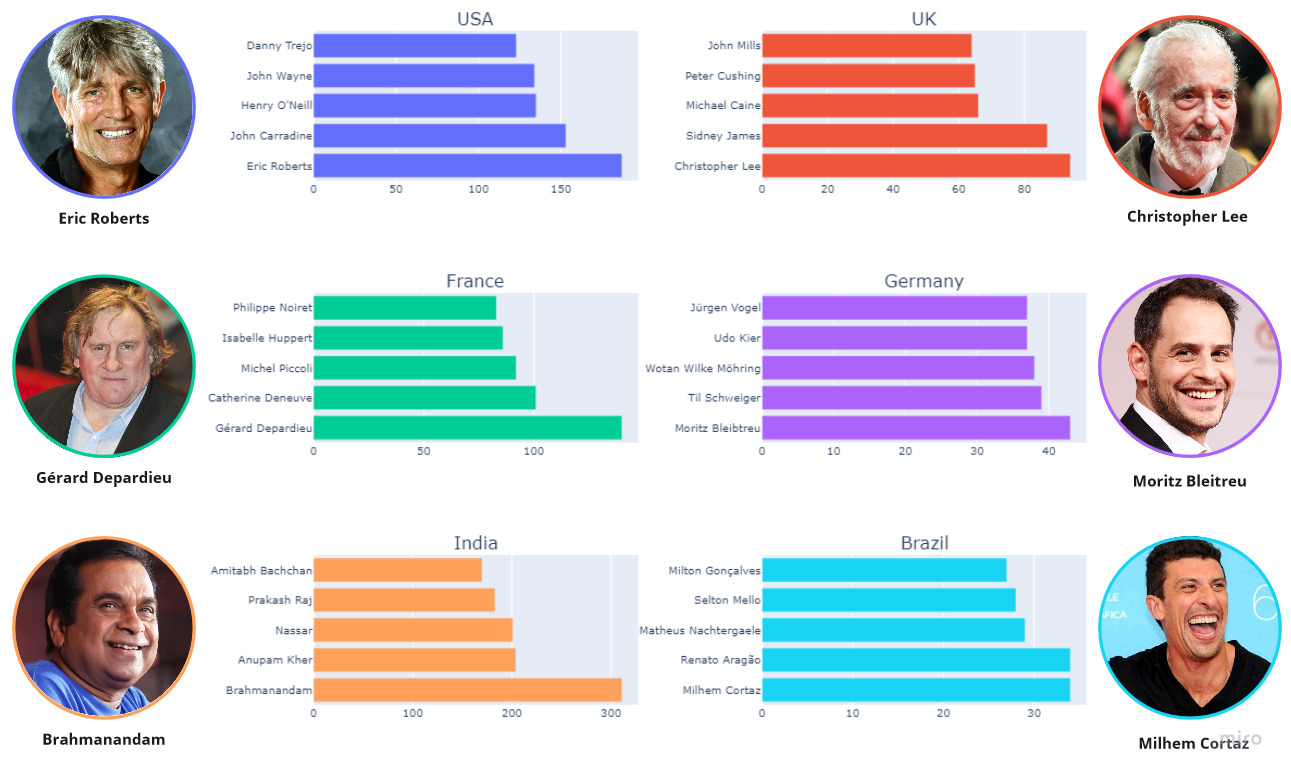 USA
Danny Trejo
John Wayne
Henry O'Neill
John Carradine
Eric Roberts
0 50 100 150
Eric Roberts
UK
John Mills
Peter Cushing
Michael Caine
Sidney James
Christopher Lee
0 20 40 60 80
Christopher Lee
France
Philippe Noiret
Isabelle Huppert
Michel Piccoli
Catherine Deneuve
Gérard Depardieu
0 50 100
Gérard Depardieu
Germany
Jürgen Vogel
Udo Kier
Wotan Wilke Möhring
Til Schweiger
Moritz Bleibtreu
0 10 20 30 40
Moritz Bleitreu
India
Amitabh Bachchan
Prakash Raj
Nassar
Anupam Kher
Brahmanandam
0 100 200 300
Brahmanandam
Brazil
Milton Gonçalves
Selton Mello
Matheus Nachtergaele
Renato Aragão
Milhem Cortaz
0 10 20 30
6
Milhem Cortaz
miro